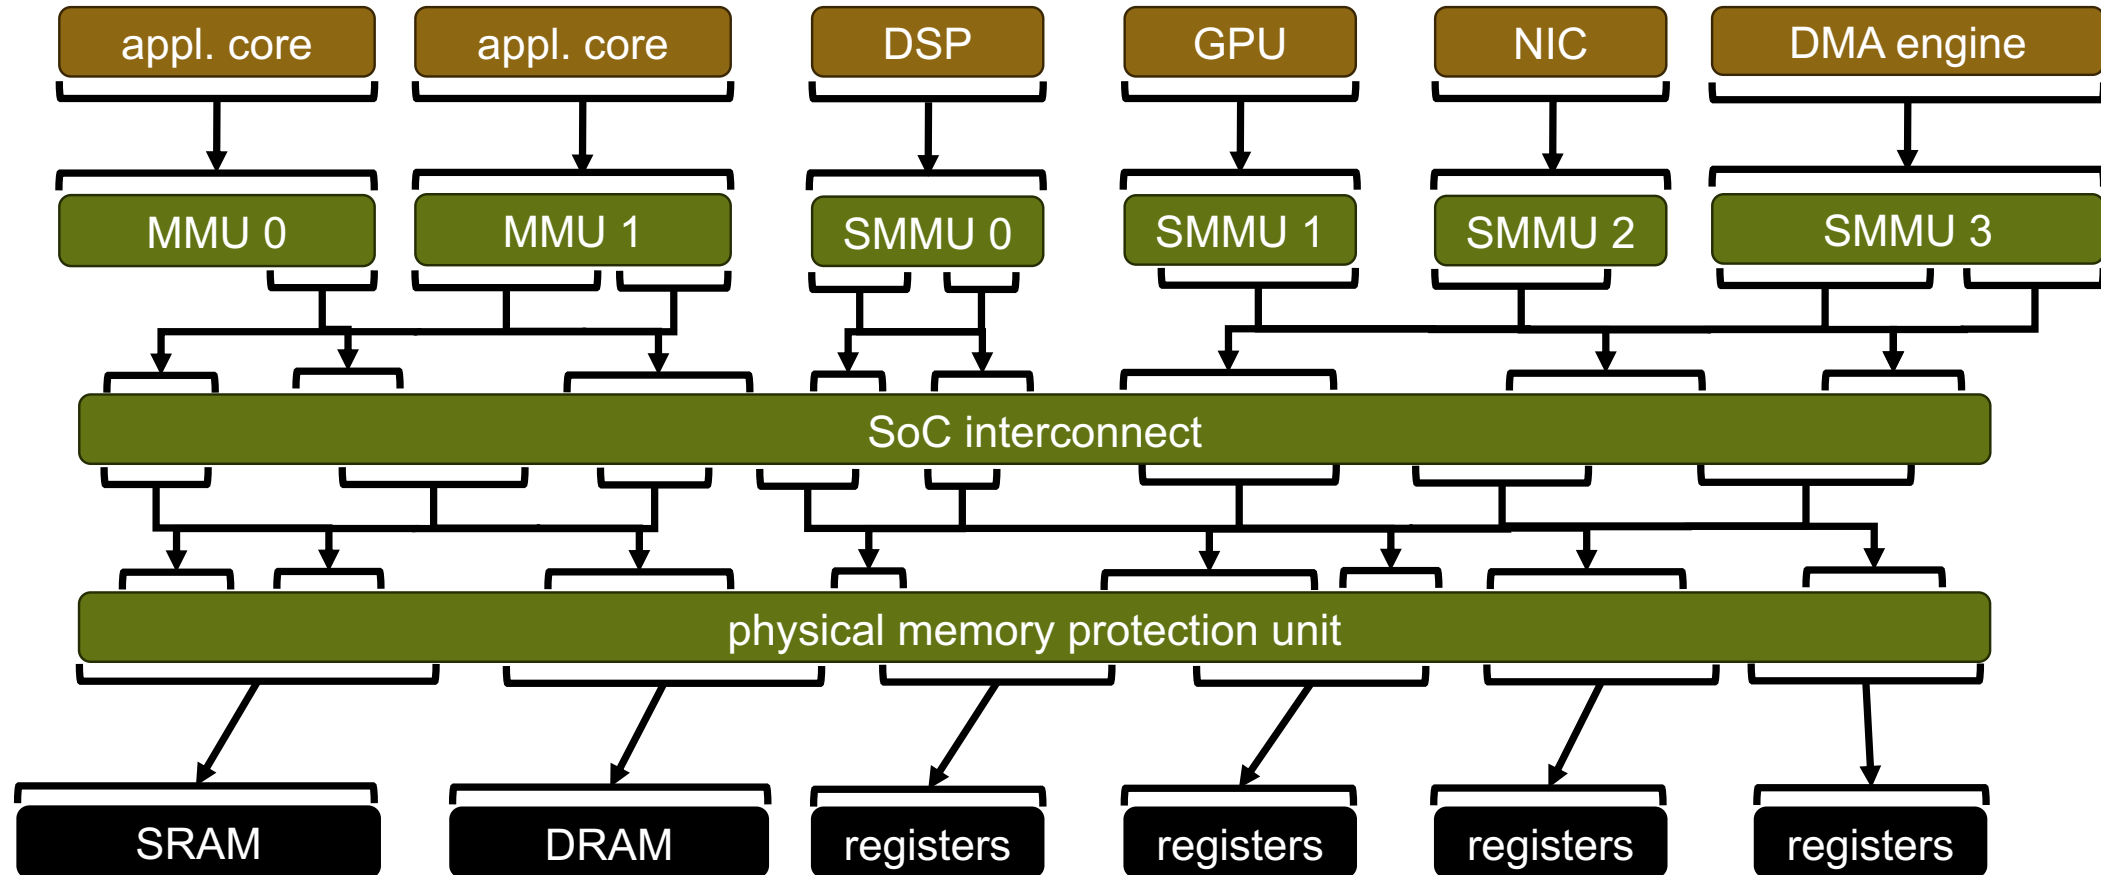 appl. core
appl. core
DSP
GPU
NIC
DMA engine
MMU 0
MMU 1
SMMU 0
SMMU 1
SMMU 2
SMMU 3
SoC interconnect
physical memory protection unit
SRAM
DRAM
registers
registers
registers
registers